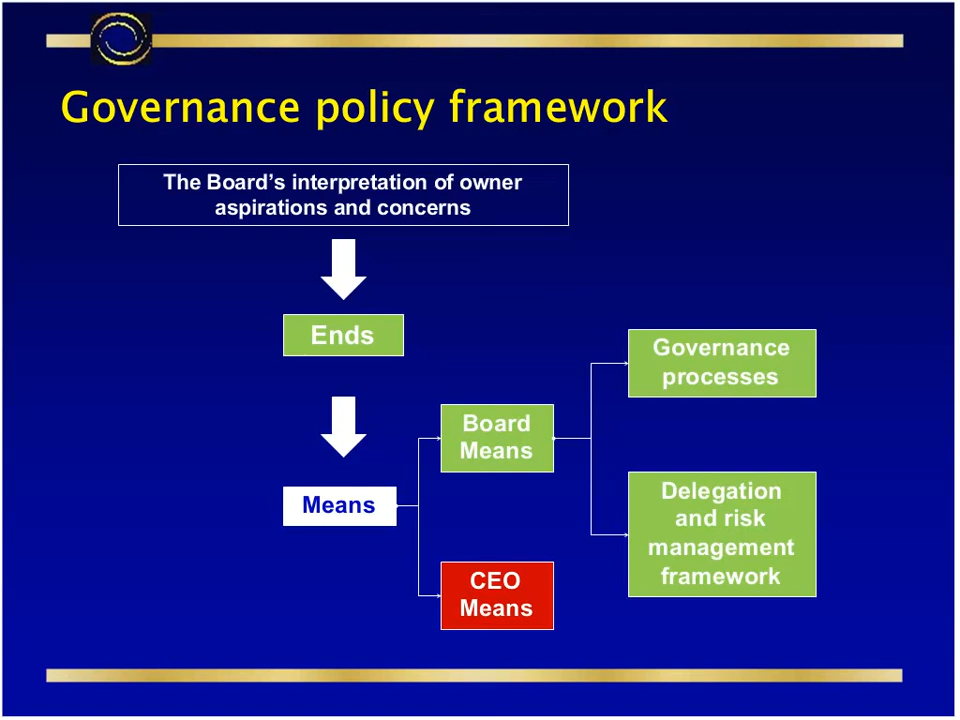 Governance policy framework
The Board’s interpretation of owner
aspirations and concerns
Ends
Means
Board
Means
CEO
Means
Governance
processes
Delegation
and risk
management
framework